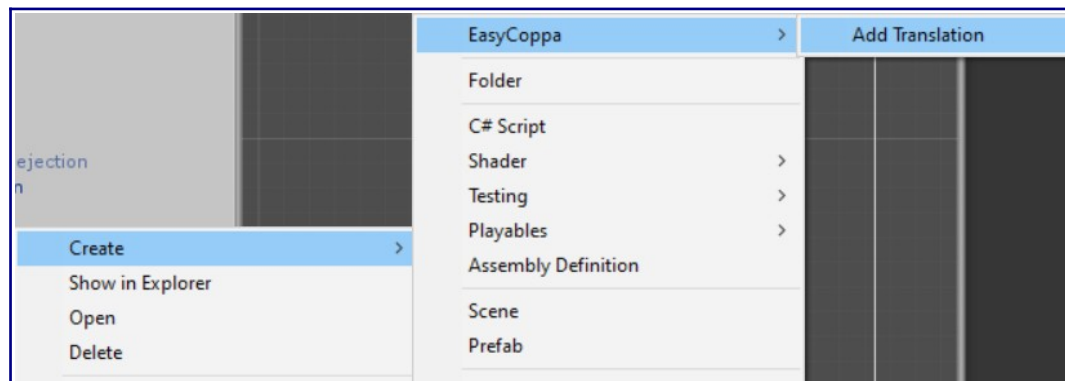 ejection
n
Create
Show in Explorer
Open
Delete
EasyCoppa
Folder
C# Script
Shader
Testing
Playables
Assembly Definition
Scene
Prefab
Add Translation